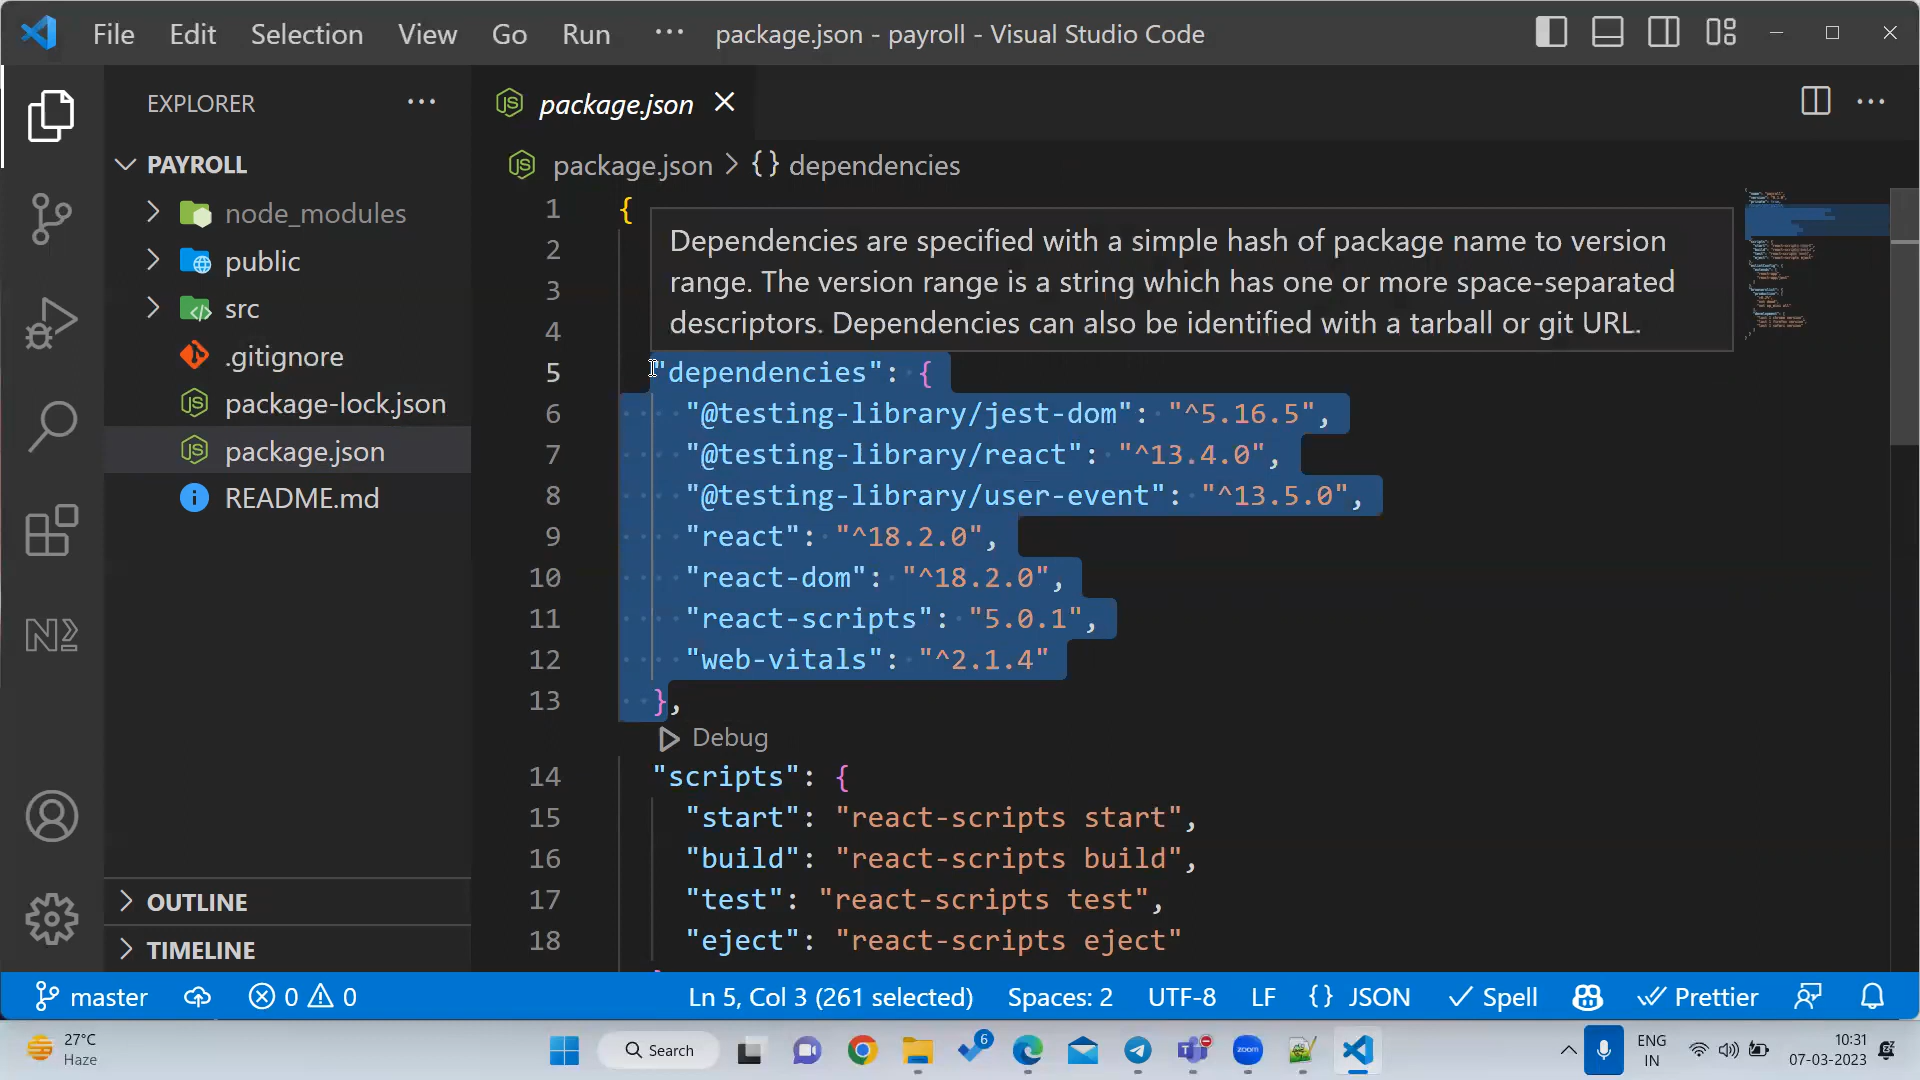 File Edit Selection View Go Run ··· package.json - payroll - Visual Studio Code
EXPLORER ···
package.json
PAYROLL
package.json > {} dependencies
node_modules
public
src
.gitignore
package-lock.json
package.json
README.md
1 {
2
3
4
Dependencies are specified with a simple hash of package name to version
range. The version range is a string which has one or more space-separated
descriptors. Dependencies can also be identified with a tarball or git URL.
5 "dependencies": {
6 "@testing-library/jest-dom": "^5.16.5",
7 "@testing-library/react": "^13.4.0",
8 "@testing-library/user-event": "^13.5.0",
9 "react": "^18.2.0",
10 "react-dom": "^18.2.0",
11 "react-scripts": "5.0.1",
12 "web-vitals": "^2.1.4"
13 },
Debug
14 "scripts": {
15 "start": "react-scripts start",
16 "build": "react-scripts build",
17 "test": "react-scripts test",
18 "eject": "react-scripts eject"
OUTLINE
TIMELINE
master 0 0 Ln 5, Col 3 (261 selected) Spaces: 2 UTF-8 LF {} JSON Spell Prettier
27°C
Haze
Search
6
zoom
ENG
IN
10:31
07-03-2023